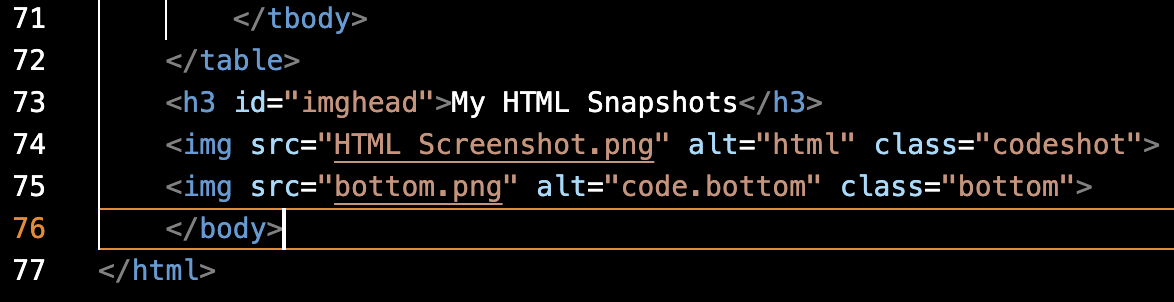 71 </tbody>
72 </table>
73 <h3 id="imghead">My HTML Snapshots</h3>
74 <img src="HTML Screenshot.png" alt="html" class="codeshot">
75 <img src="bottom.png" alt="code.bottom" class="bottom">
76 </body>
77 </html>